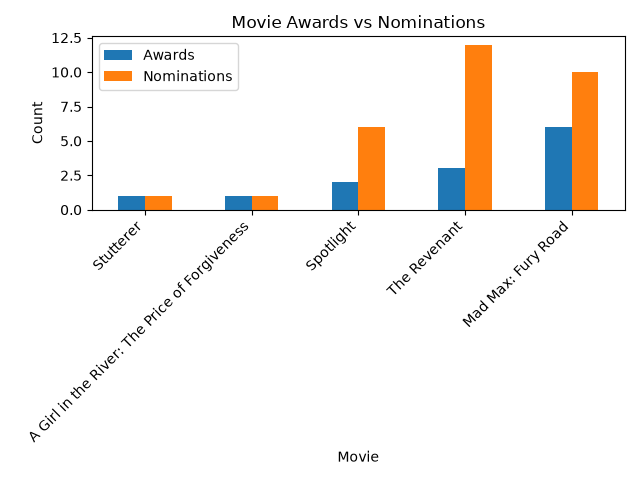 Movie Awards vs Nominations
Awards
Nominations
Count
12.5
10.0
7.5
5.0
2.5
0.0
Stutterer
A Girl in the River: The Price of Forgiveness
Spotlight
The Revenant
Mad Max: Fury Road
Movie